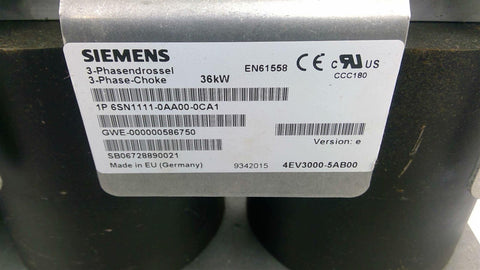 SIEMENS
3-Phasendrossel
3-Phase-Choke 36kW EN61558 CE c UR US
CCC180
1P 6SN1111-0AA00-0CA1
GWE-000000586750
Version: e
SB06728890021
Made in EU (Germany) 9342015 4EV3000-5AB00